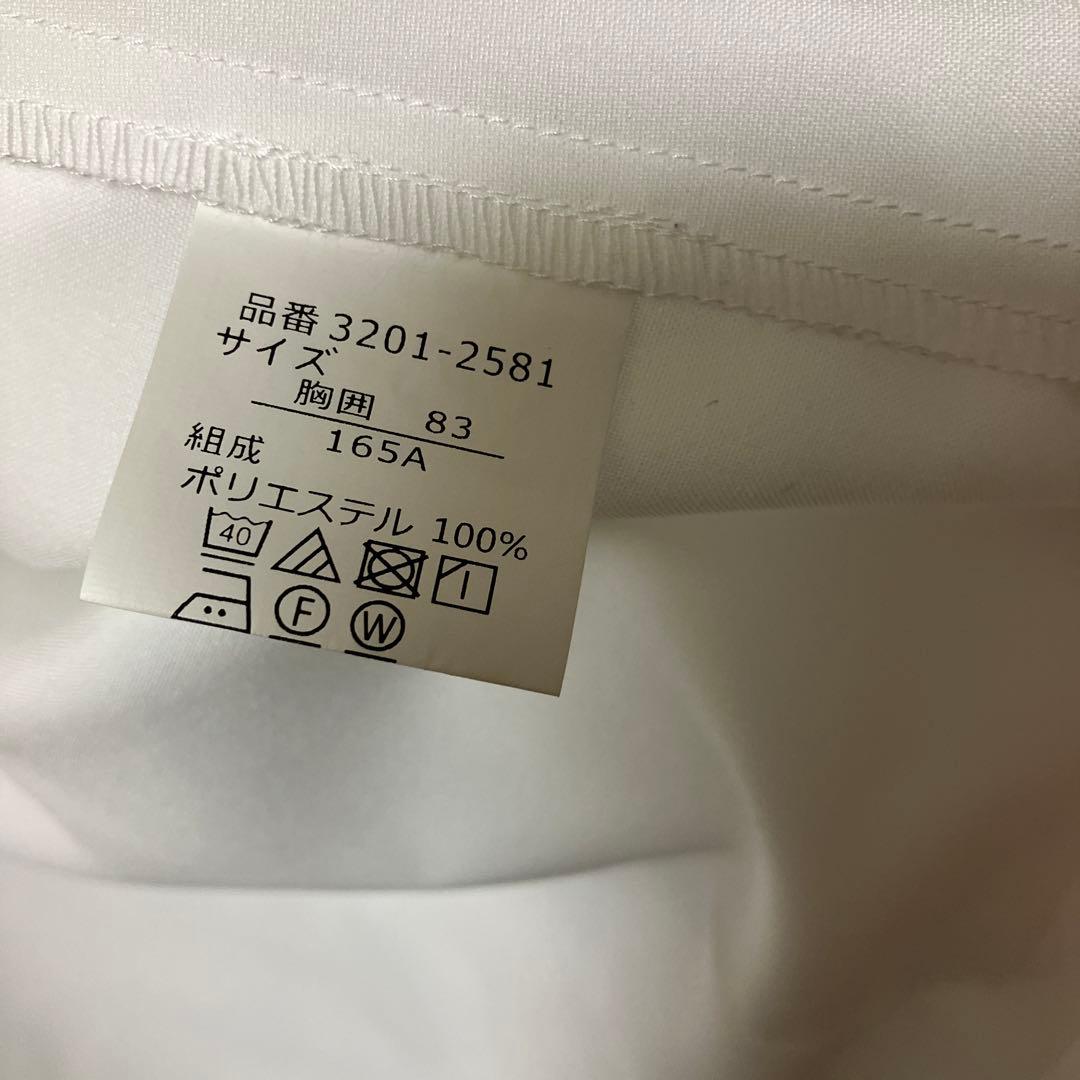 品番 3201-2581
サイズ
胸囲 83
165A
組成
ポリエステル 100%
40
F W